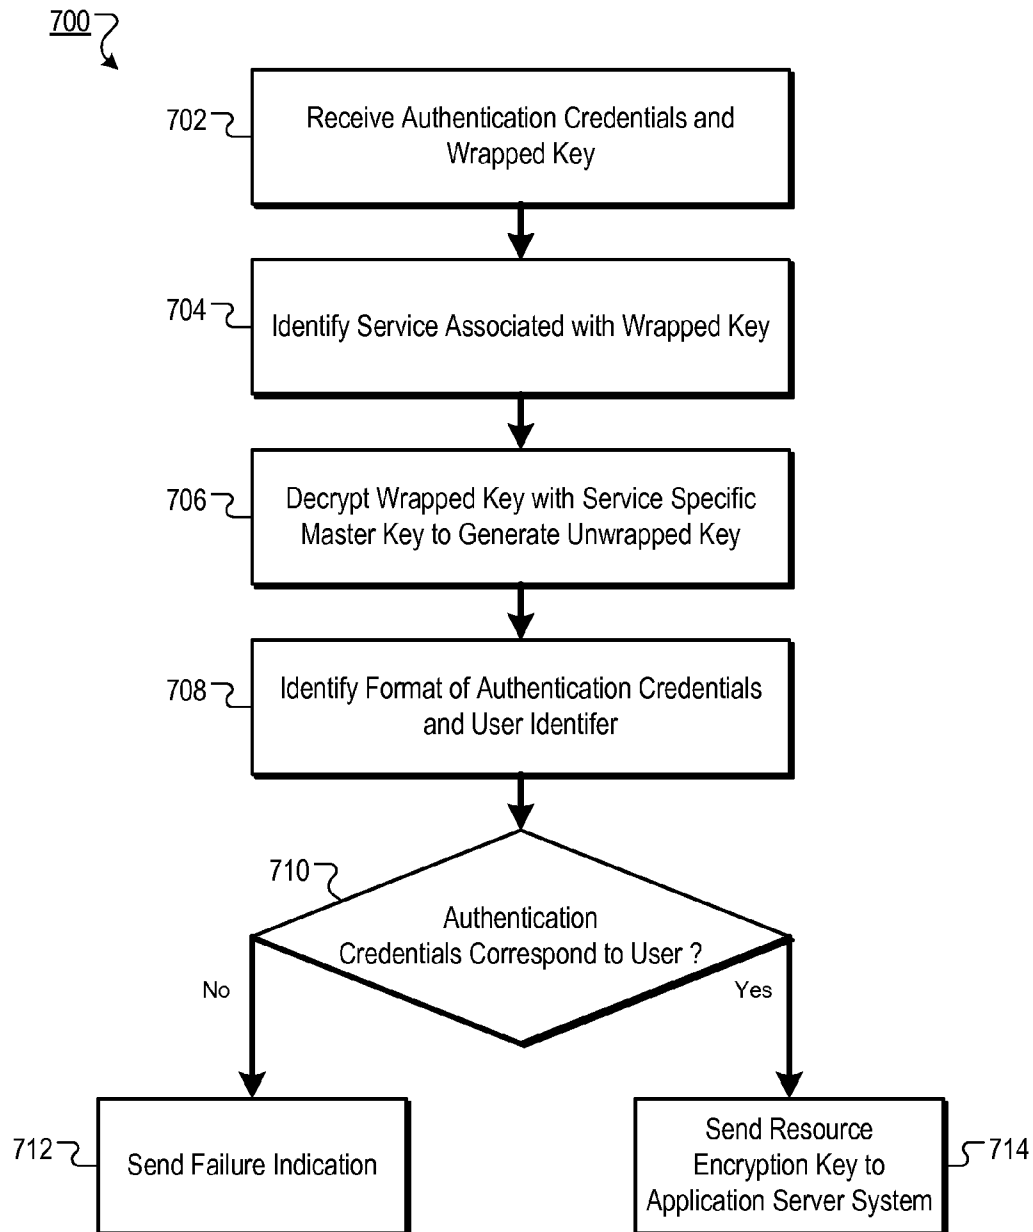 700
702
Receive Authentication Credentials and
Wrapped Key
704
Identify Service Associated with Wrapped Key
706
Decrypt Wrapped Key with Service Specific
Master Key to Generate Unwrapped Key
708
Identify Format of Authentication Credentials
and User Identifer
710
Authentication
Credentials Correspond to User ?
No
Yes
712
Send Failure Indication
Send Resource
Encryption Key to
Application Server System
714